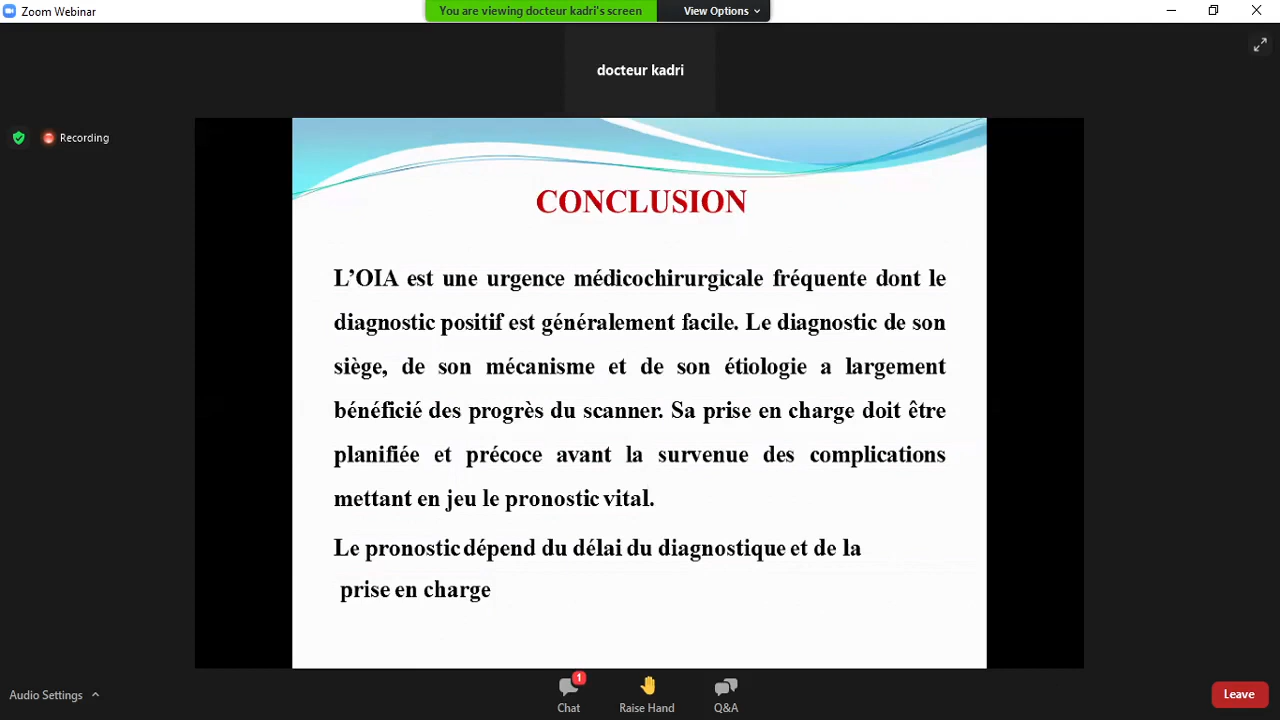 Zoom Webinar
You are viewing docteur kadri's screen
View Options
docteur kadri
Recording
CONCLUSION
L’OIA est une urgence médicochirurgicale fréquente dont le
diagnostic positif est généralement facile. Le diagnostic de son
siège, de son mécanisme et de son étiologie a largement
bénéficié des progrès du scanner. Sa prise en charge doit être
planifiée et précoce avant la survenue des complications
mettant en jeu le pronostic vital.
Le pronostic dépend du délai du diagnostique et de la
prise en charge
Audio Settings
1
Chat
Raise Hand
Q&A
Leave